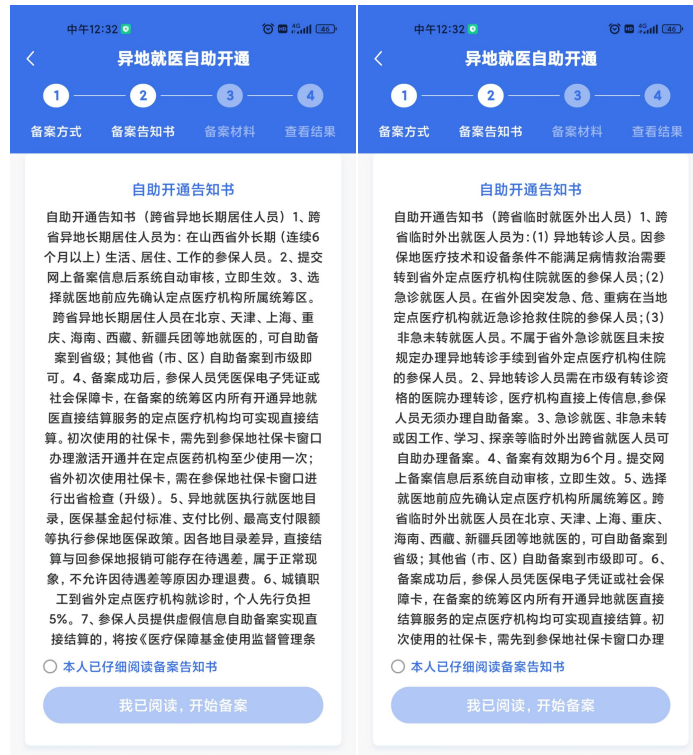 中午12:32
4G 46
异地就医自助开通
1 2 3 4
备案方式 备案告知书 备案材料 查看结果
自助开通告知书
自助开通告知书（跨省异地长期居住人员）1、跨
省异地长期居住人员为：在山西省外长期（连续6
个月以上）生活、居住、工作的参保人员。2、提交
网上备案信息后系统自动审核，立即生效。3、选
择就医地前应先确认定点医疗机构所属统筹区。
跨省异地长期居住人员在北京、天津、上海、重
庆、海南、西藏、新疆兵团等地就医的，可自助备
案到省级；其他省（市、区）自助备案到市级即
可。4、备案成功后，参保人员凭医保电子凭证或
社会保障卡，在备案的统筹区内所有开通异地就
医直接结算服务的定点医疗机构均可实现直接结
算。初次使用的社保卡，需先到参保地社保卡窗口
办理激活开通并在定点医药机构至少使用一次；
省外初次使用社保卡，需在参保地社保卡窗口进
行出省检查（升级）。5、异地就医执行就医地目
录，医保基金起付标准、支付比例、最高支付限额
等执行参保地医保政策。因各地目录差异，直接结
算与回参保地报销可能存在待遇差，属于正常现
象，不允许因待遇差等原因办理退费。6、城镇职
工到省外定点医疗机构就诊时，个人先行负担
5%。7、参保人员提供虚假信息自助备案实现直
接结算的，将按《医疗保障基金使用监督管理条
本人已仔细阅读备案告知书
我已阅读，开始备案
中午12:32
4G 46
异地就医自助开通
1 2 3 4
备案方式 备案告知书 备案材料 查看结果
自助开通告知书
自助开通告知书（跨省临时就医外出人员）1、跨
省临时外出就医人员为：(1) 异地转诊人员。因参
保地医疗技术和设备条件不能满足病情救治需要
转到省外定点医疗机构住院就医的参保人员；(2)
急诊就医人员。在省外因突发急、危、重病在当地
定点医疗机构就近急诊抢救住院的参保人员；(3)
非急未转就医人员。不属于省外急诊就医且未按
规定办理异地转诊手续到省外定点医疗机构住院
的参保人员。2、异地转诊人员需在市级有转诊资
格的医院办理转诊，医疗机构直接上传信息，参保
人员无须办理自助备案。3、急诊就医、非急未转
或因工作、学习、探亲等临时外出跨省就医人员可
自助办理备案。4、备案有效期为6个月。提交网
上备案信息后系统自动审核，立即生效。5、选择
就医地前应先确认定点医疗机构所属统筹区。跨
省临时外出就医人员在北京、天津、上海、重庆、
海南、西藏、新疆兵团等地就医的，可自助备案到
省级；其他省（市、区）自助备案到市级即可。6、
备案成功后，参保人员凭医保电子凭证或社会保
障卡，在备案的统筹区内所有开通异地就医直接
结算服务的定点医疗机构均可实现直接结算。初
次使用的社保卡，需先到参保地社保卡窗口办理
本人已仔细阅读备案告知书
我已阅读，开始备案